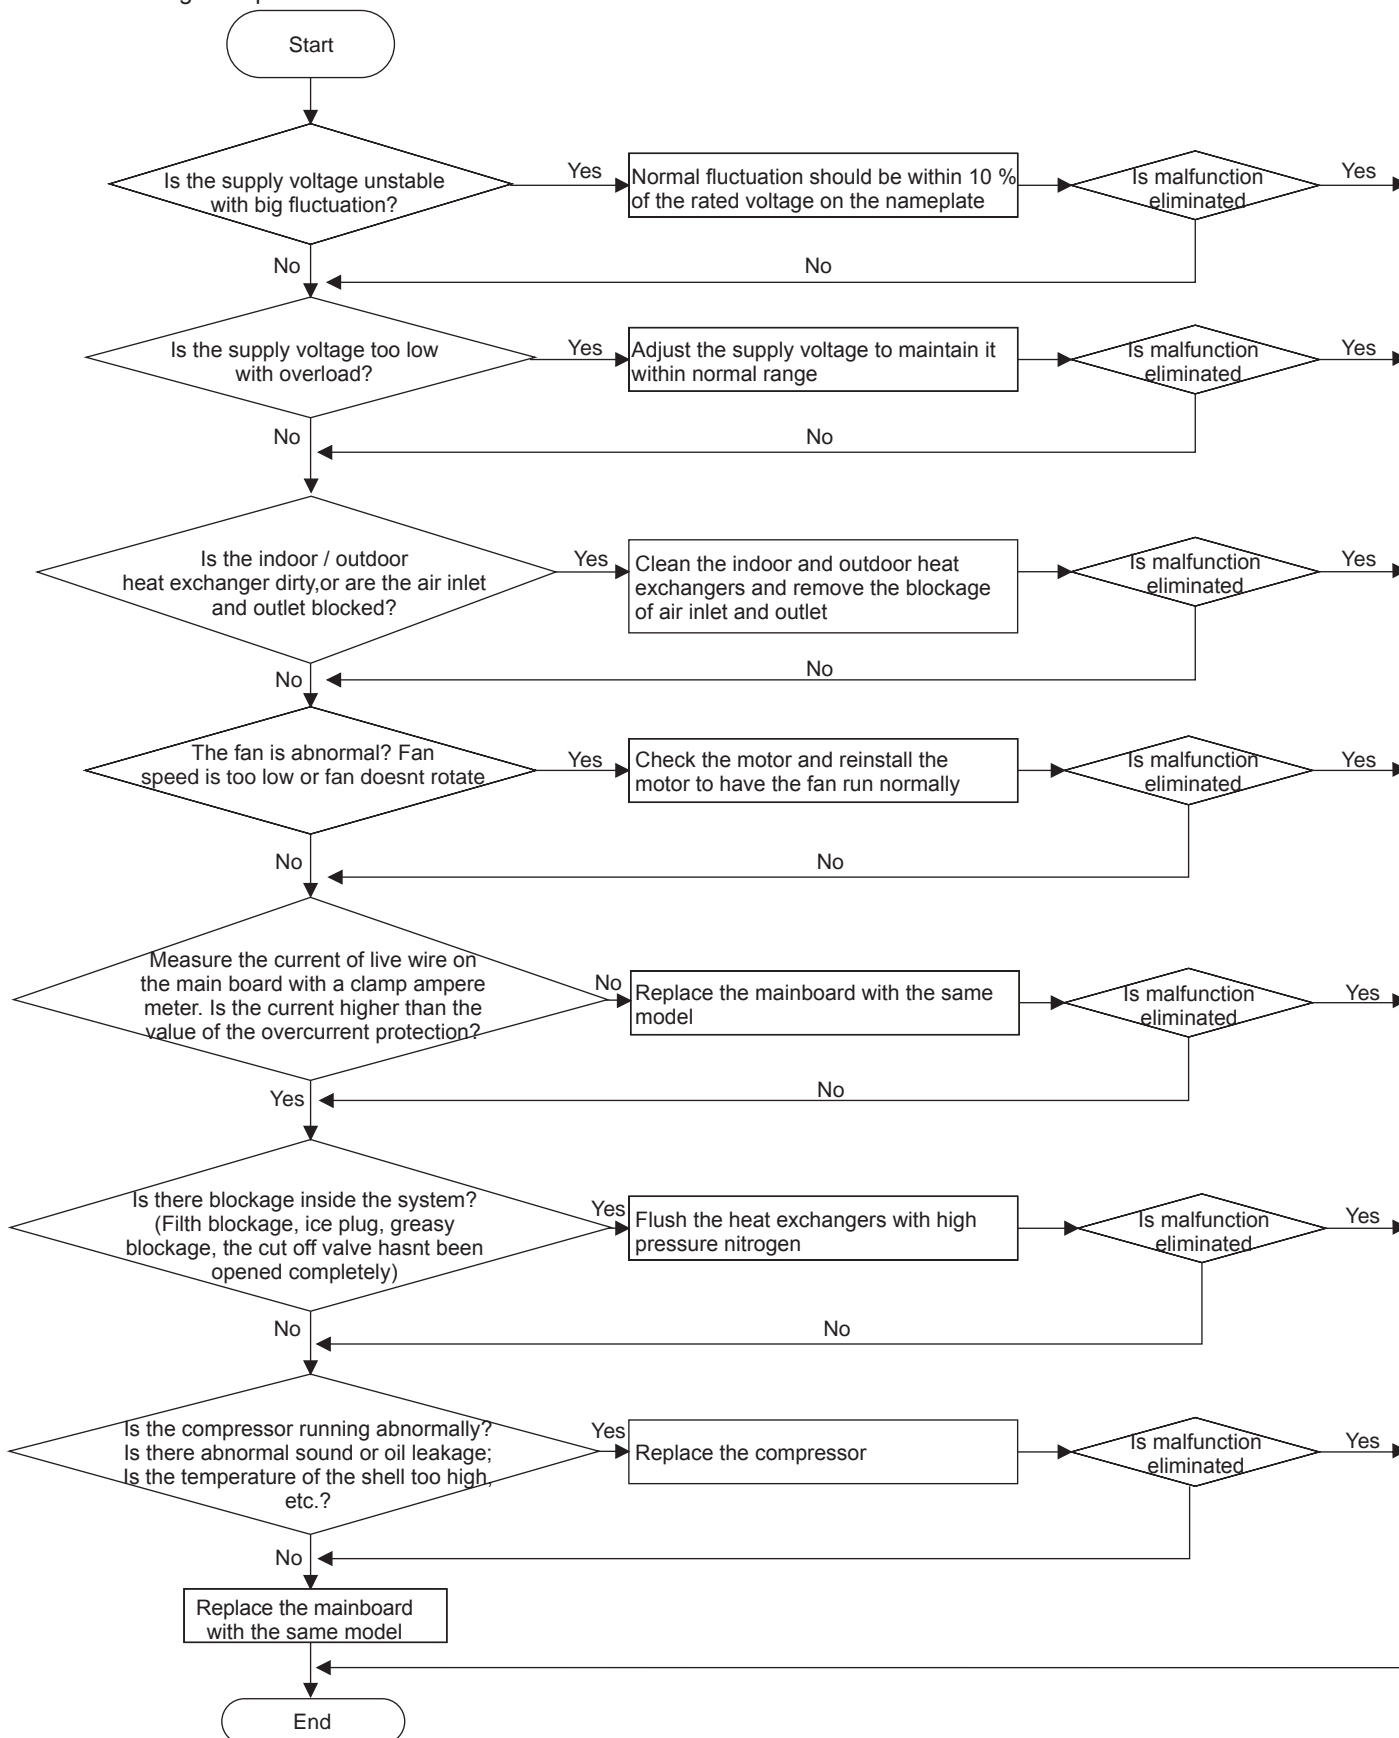 Start
Is the supply voltage unstable
with big fluctuation?
Yes
Normal fluctuation should be within 10 %
of the rated voltage on the nameplate
Is malfunction
eliminated
Yes
No
No
Is the supply voltage too low
with overload?
Yes
Adjust the supply voltage to maintain it
within normal range
Is malfunction
eliminated
Yes
No
No
Is the indoor / outdoor
heat exchanger dirty,or are the air inlet
and outlet blocked?
Yes
Clean the indoor and outdoor heat
exchangers and remove the blockage
of air inlet and outlet
Is malfunction
eliminated
Yes
No
No
The fan is abnormal? Fan
speed is too low or fan doesnt rotate
Yes
Check the motor and reinstall the
motor to have the fan run normally
Is malfunction
eliminated
Yes
No
No
Measure the current of live wire on
the main board with a clamp ampere
meter. Is the current higher than the
value of the overcurrent protection?
No
Replace the mainboard with the same
model
Is malfunction
eliminated
Yes
Yes
No
Is there blockage inside the system?
(Filth blockage, ice plug, greasy
blockage, the cut off valve hasnt been
opened completely)
Yes
Flush the heat exchangers with high
pressure nitrogen
Is malfunction
eliminated
Yes
No
No
Is the compressor running abnormally?
Is there abnormal sound or oil leakage;
Is the temperature of the shell too high,
etc.?
Yes
Replace the compressor
Is malfunction
eliminated
Yes
No
Replace the mainboard
with the same model
End